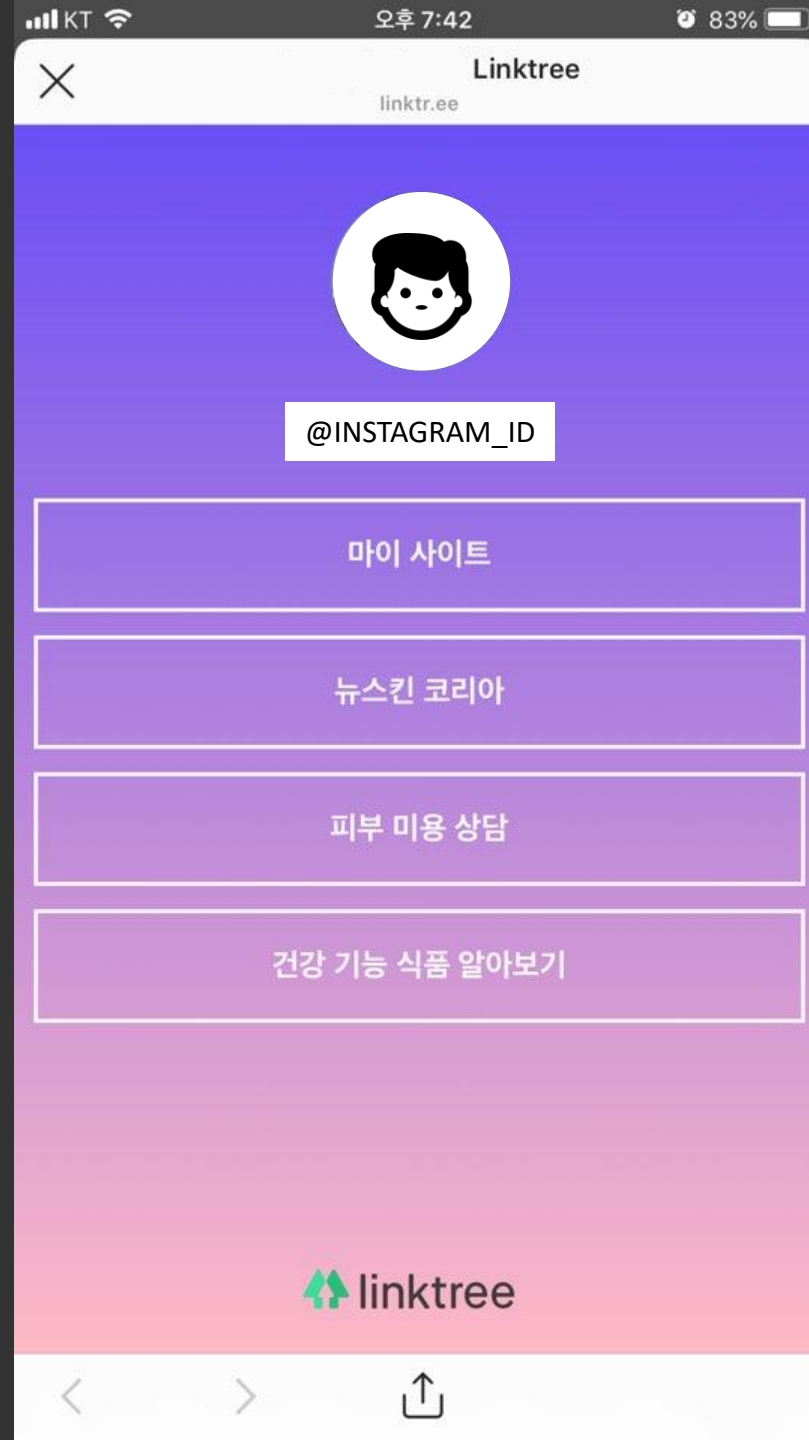 KT 오후 7:42 83%
Linktree
linktr.ee
@INSTAGRAM_ID
마이 사이트
뉴스킨 코리아
피부 미용 상담
건강 기능 식품 알아보기
linktree